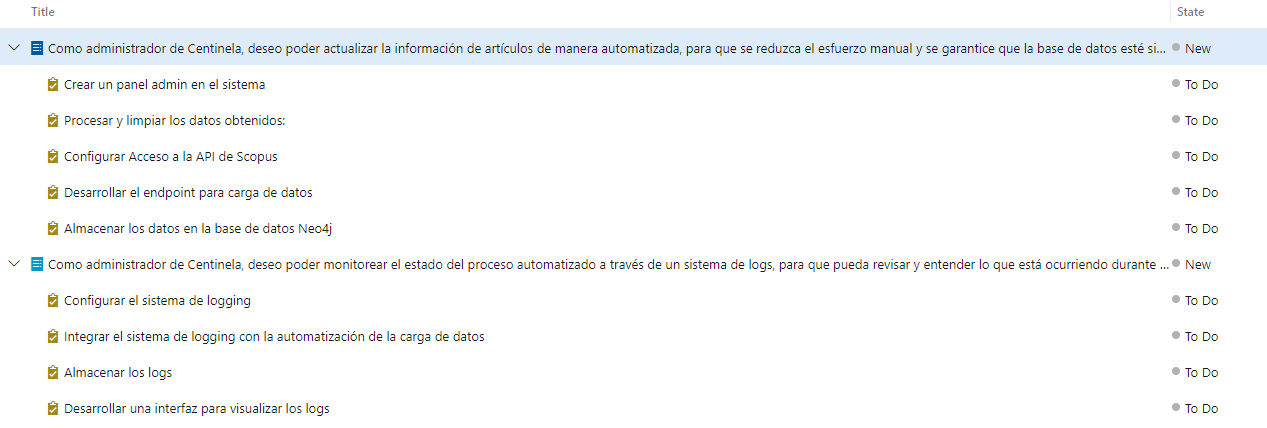 Title State
Como administrador de Centinela, deseo poder actualizar la información de artículos de manera automatizada, para que se reduzca el esfuerzo manual y se garantice que la base de datos esté si... New
Crear un panel admin en el sistema To Do
Procesar y limpiar los datos obtenidos: To Do
Configurar Acceso a la API de Scopus To Do
Desarrollar el endpoint para carga de datos To Do
Almacenar los datos en la base de datos Neo4j To Do
Como administrador de Centinela, deseo poder monitorear el estado del proceso automatizado a través de un sistema de logs, para que pueda revisar y entender lo que está ocurriendo durante ... New
Configurar el sistema de logging To Do
Integrar el sistema de logging con la automatización de la carga de datos To Do
Almacenar los logs To Do
Desarrollar una interfaz para visualizar los logs To Do